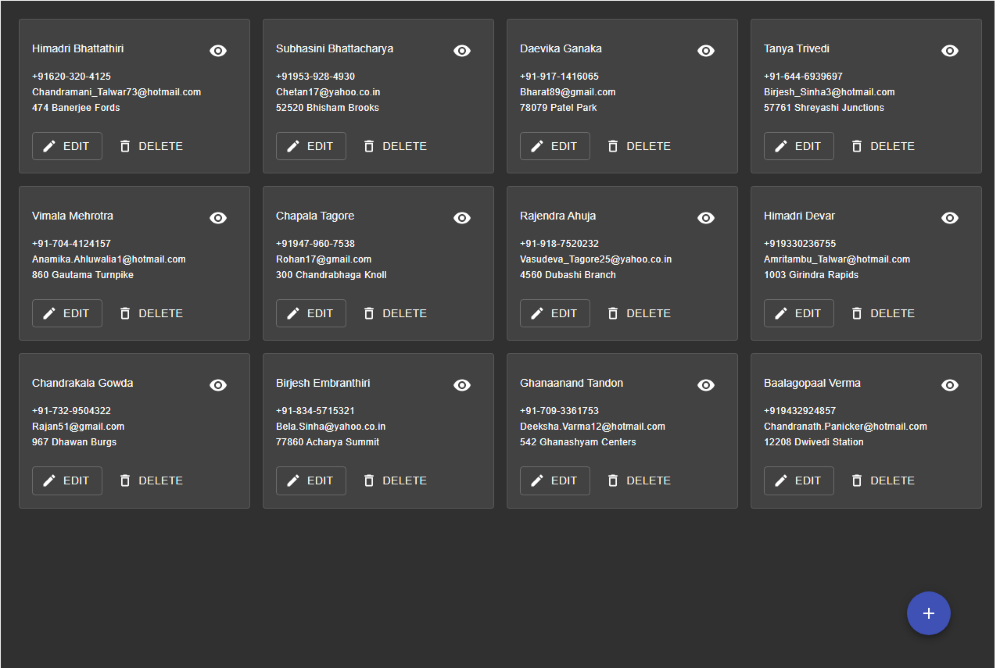 Himadri Bhattathiri
+91620-320-4125
Chandramani_Talwar73@hotmail.com
474 Banerjee Fords
EDIT DELETE
Subhasini Bhattacharya
+91953-928-4930
Chetan17@yahoo.co.in
52520 Bhisham Brooks
EDIT DELETE
Daevika Ganaka
+91-917-1416065
Bharat89@gmail.com
78079 Patel Park
EDIT DELETE
Tanya Trivedi
+91-644-6939697
Birjesh_Sinha3@hotmail.com
57761 Shreyashi Junctions
EDIT DELETE
Vimala Mehrotra
+91-704-4124157
Anamika.Ahluwalia1@hotmail.com
860 Gautama Turnpike
EDIT DELETE
Chapala Tagore
+91947-960-7538
Rohan17@gmail.com
300 Chandrabhaga Knoll
EDIT DELETE
Rajendra Ahuja
+91-918-7520232
Vasudeva_Tagore25@yahoo.co.in
4560 Dubashi Branch
EDIT DELETE
Himadri Devar
+919330236755
Amritambu_Talwar@hotmail.com
1003 Girindra Rapids
EDIT DELETE
Chandrakala Gowda
+91-732-9504322
Rajan51@gmail.com
967 Dhawan Burgs
EDIT DELETE
Birjesh Embranthiri
+91-834-5715321
Bela.Sinha@yahoo.co.in
77860 Acharya Summit
EDIT DELETE
Ghanaanand Tandon
+91-709-3361753
Deeksha.Varma12@hotmail.com
542 Ghanashyam Centers
EDIT DELETE
Baalagopaal Verma
+919432924857
Chandranath.Panicker@hotmail.com
12208 Dwivedi Station
EDIT DELETE
+